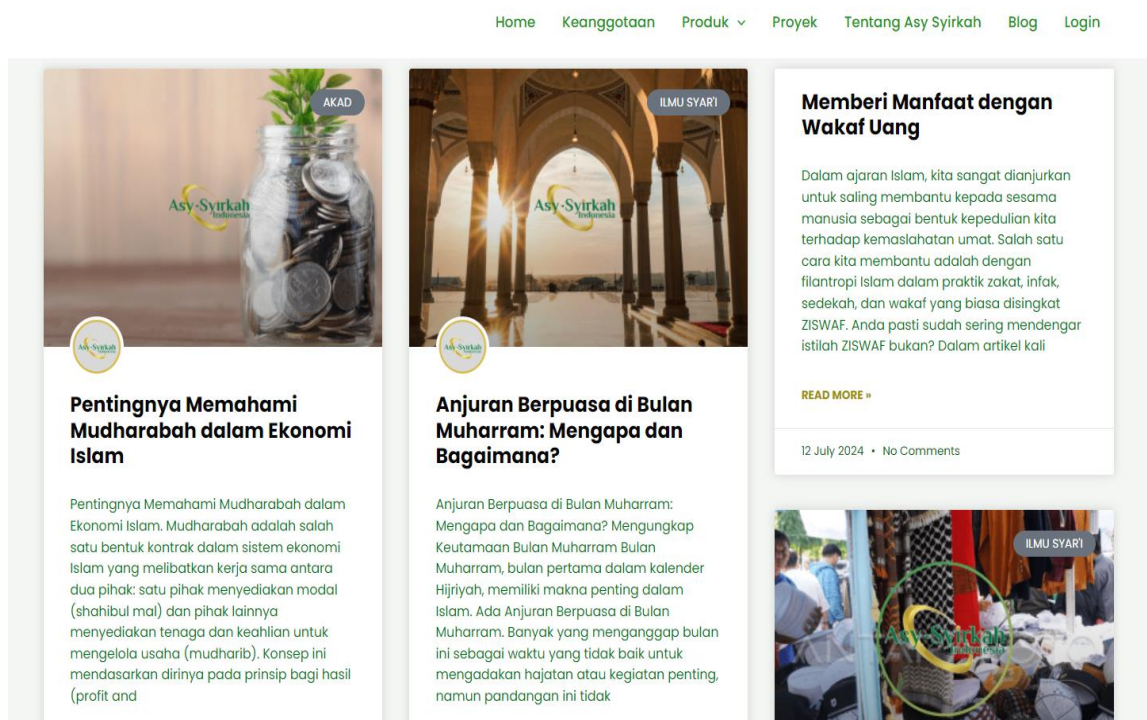 Home Keanggotaan Produk Proyek Tentang Asy Syirkah Blog Login
AKAD
Asy-Syirkah
Indonesia
Asy-Syirkah
Indonesia
Pentingnya Memahami
Mudharabah dalam Ekonomi
Islam
Pentingnya Memahami Mudharabah dalam
Ekonomi Islam. Mudharabah adalah salah
satu bentuk kontrak dalam sistem ekonomi
Islam yang melibatkan kerja sama antara
dua pihak: satu pihak menyediakan modal
(shahibul mal) dan pihak lainnya
menyediakan tenaga dan keahlian untuk
mengelola usaha (mudharib). Konsep ini
mendasarkan dirinya pada prinsip bagi hasil
(profit and
ILMU SYAR'I
Asy-Syirkah
Indonesia
Asy-Syirkah
Indonesia
Anjuran Berpuasa di Bulan
Muharram: Mengapa dan
Bagaimana?
Anjuran Berpuasa di Bulan Muharram:
Mengapa dan Bagaimana? Mengungkap
Keutamaan Bulan Muharram Bulan
Muharram, bulan pertama dalam kalender
Hijriyah, memiliki makna penting dalam
Islam. Ada Anjuran Berpuasa di Bulan
Muharram. Banyak yang menganggap bulan
ini sebagai waktu yang tidak baik untuk
mengadakan hajatan atau kegiatan penting,
namun pandangan ini tidak
Memberi Manfaat dengan
Wakaf Uang
Dalam ajaran Islam, kita sangat dianjurkan
untuk saling membantu kepada sesama
manusia sebagai bentuk kepedulian kita
terhadap kemaslahatan umat. Salah satu
cara kita membantu adalah dengan
filantropi Islam dalam praktik zakat, infak,
sedekah, dan wakaf yang biasa disingkat
ZISWAF. Anda pasti sudah sering mendengar
istilah ZISWAF bukan? Dalam artikel kali
READ MORE »
12 July 2024 • No Comments
ILMU SYAR'I
Asy-Syirkah
Indonesia